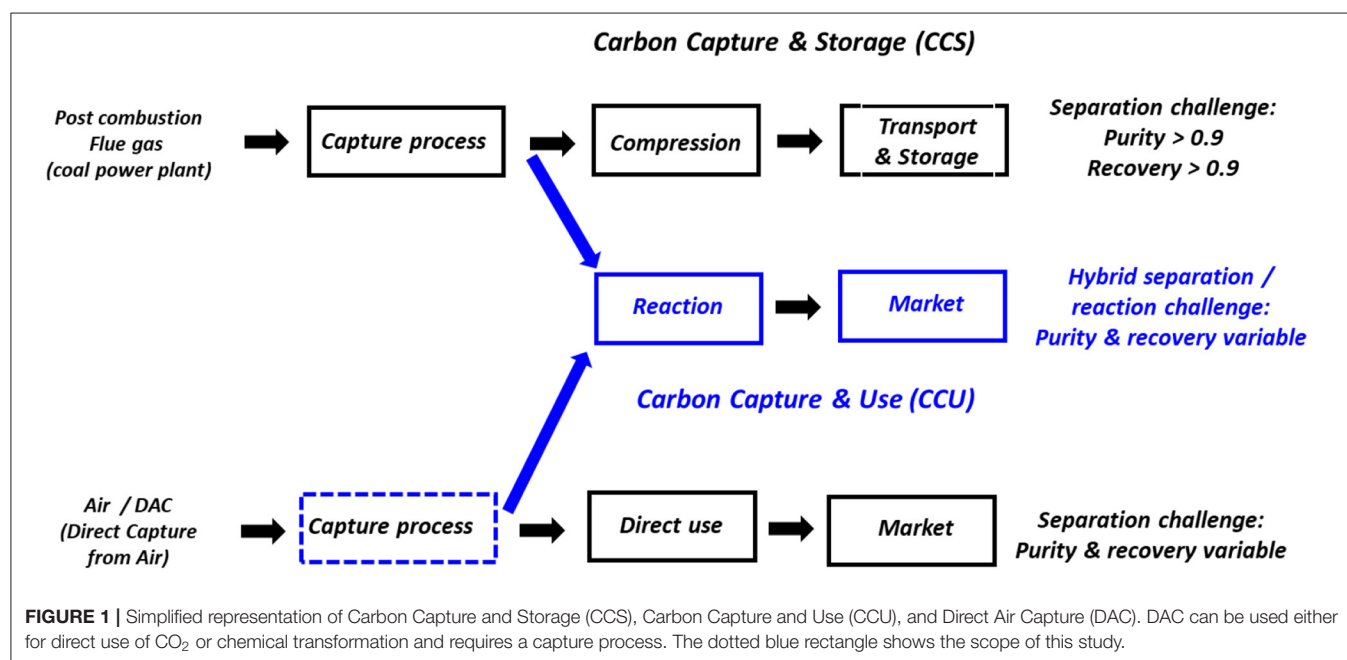 Carbon Capture & Storage (CCS)
Post combustion
Flue gas
(coal power plant)
Capture process
Compression
Transport
& Storage
Separation challenge:
Purity > 0.9
Recovery > 0.9
Reaction
Market
Hybrid separation /
reaction challenge:
Purity & recovery variable
Carbon Capture & Use (CCU)
Air / DAC
(Direct Capture
from Air)
Capture process
Direct use
Market
Separation challenge:
Purity & recovery variable
FIGURE 1 | Simplified representation of Carbon Capture and Storage (CCS), Carbon Capture and Use (CCU), and Direct Air Capture (DAC). DAC can be used either
for direct use of CO₂ or chemical transformation and requires a capture process. The dotted blue rectangle shows the scope of this study.